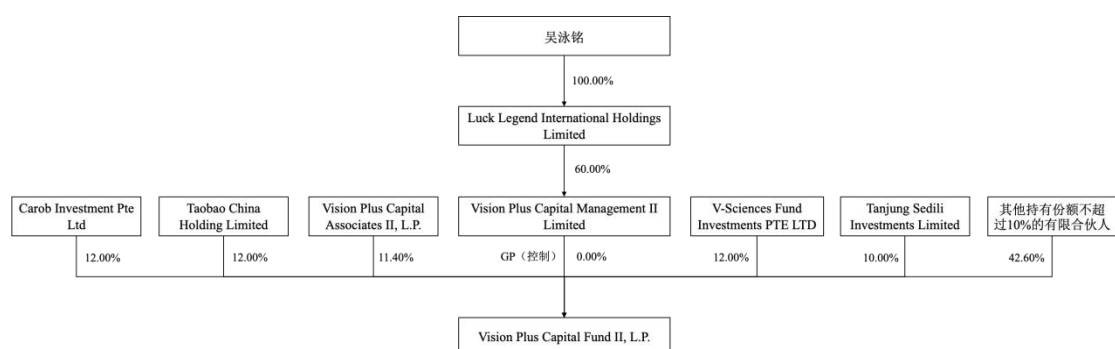 吴泳铭
100.00%
Luck Legend International Holdings
Limited
60.00%
Carob Investment Pte
Ltd
Taobao China
Holding Limited
Vision Plus Capital
Associates II, L.P.
Vision Plus Capital Management II
Limited
V-Sciences Fund
Investments PTE LTD
Tanjung Sedili
Investments Limited
其他持有份额不超
过10%的有限合伙人
12.00%
12.00%
11.40%
GP（控制）
0.00%
12.00%
10.00%
42.60%
Vision Plus Capital Fund II, L.P.